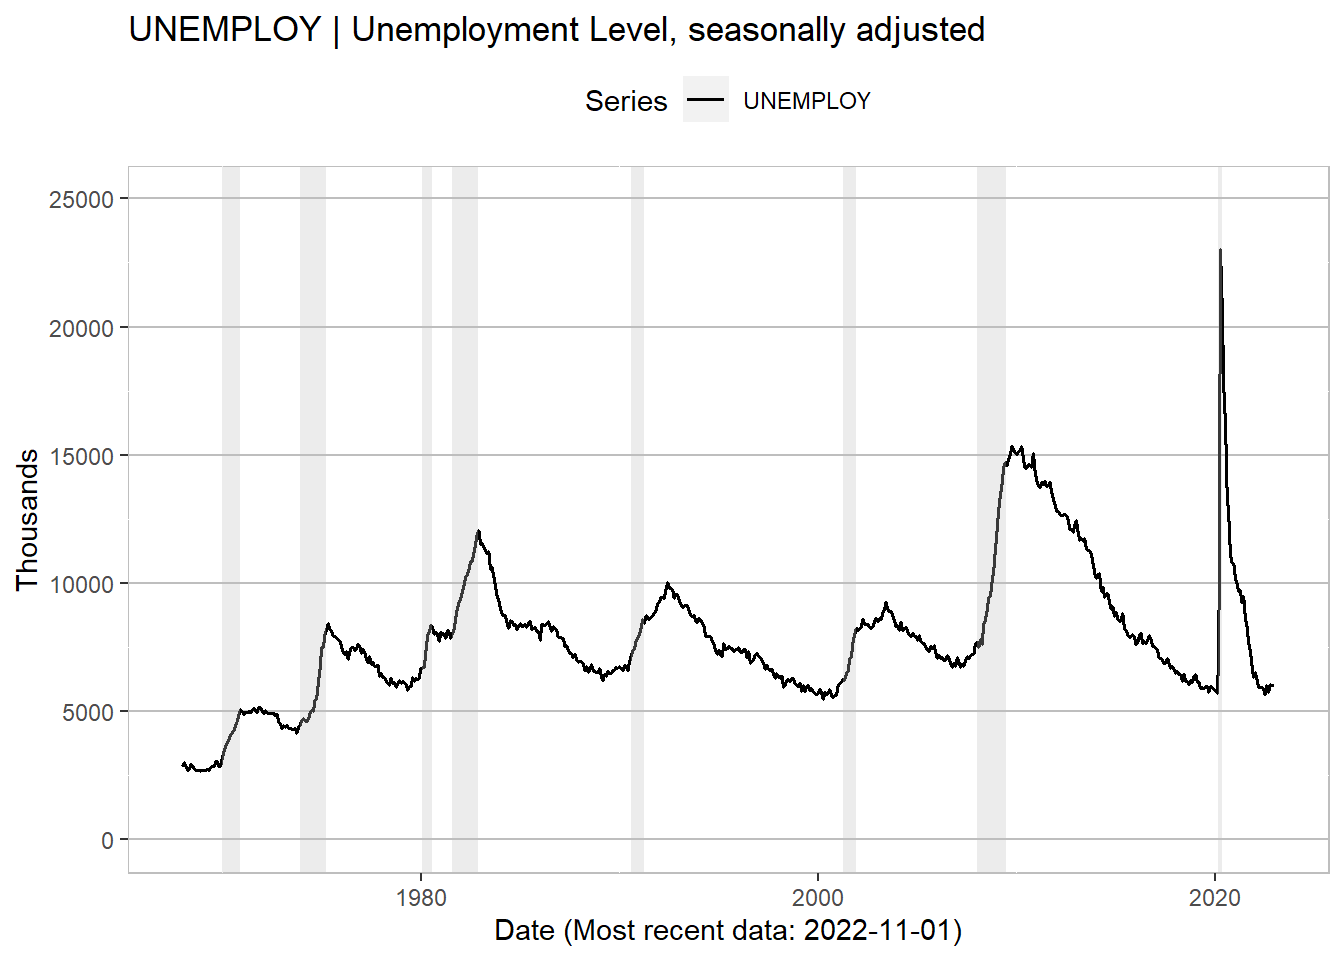 UNEMPLOY | Unemployment Level, seasonally adjusted
Series UNEMPLOY
25000
20000
15000
10000
5000
0
Thousands
1980 2000 2020
Date (Most recent data: 2022-11-01)